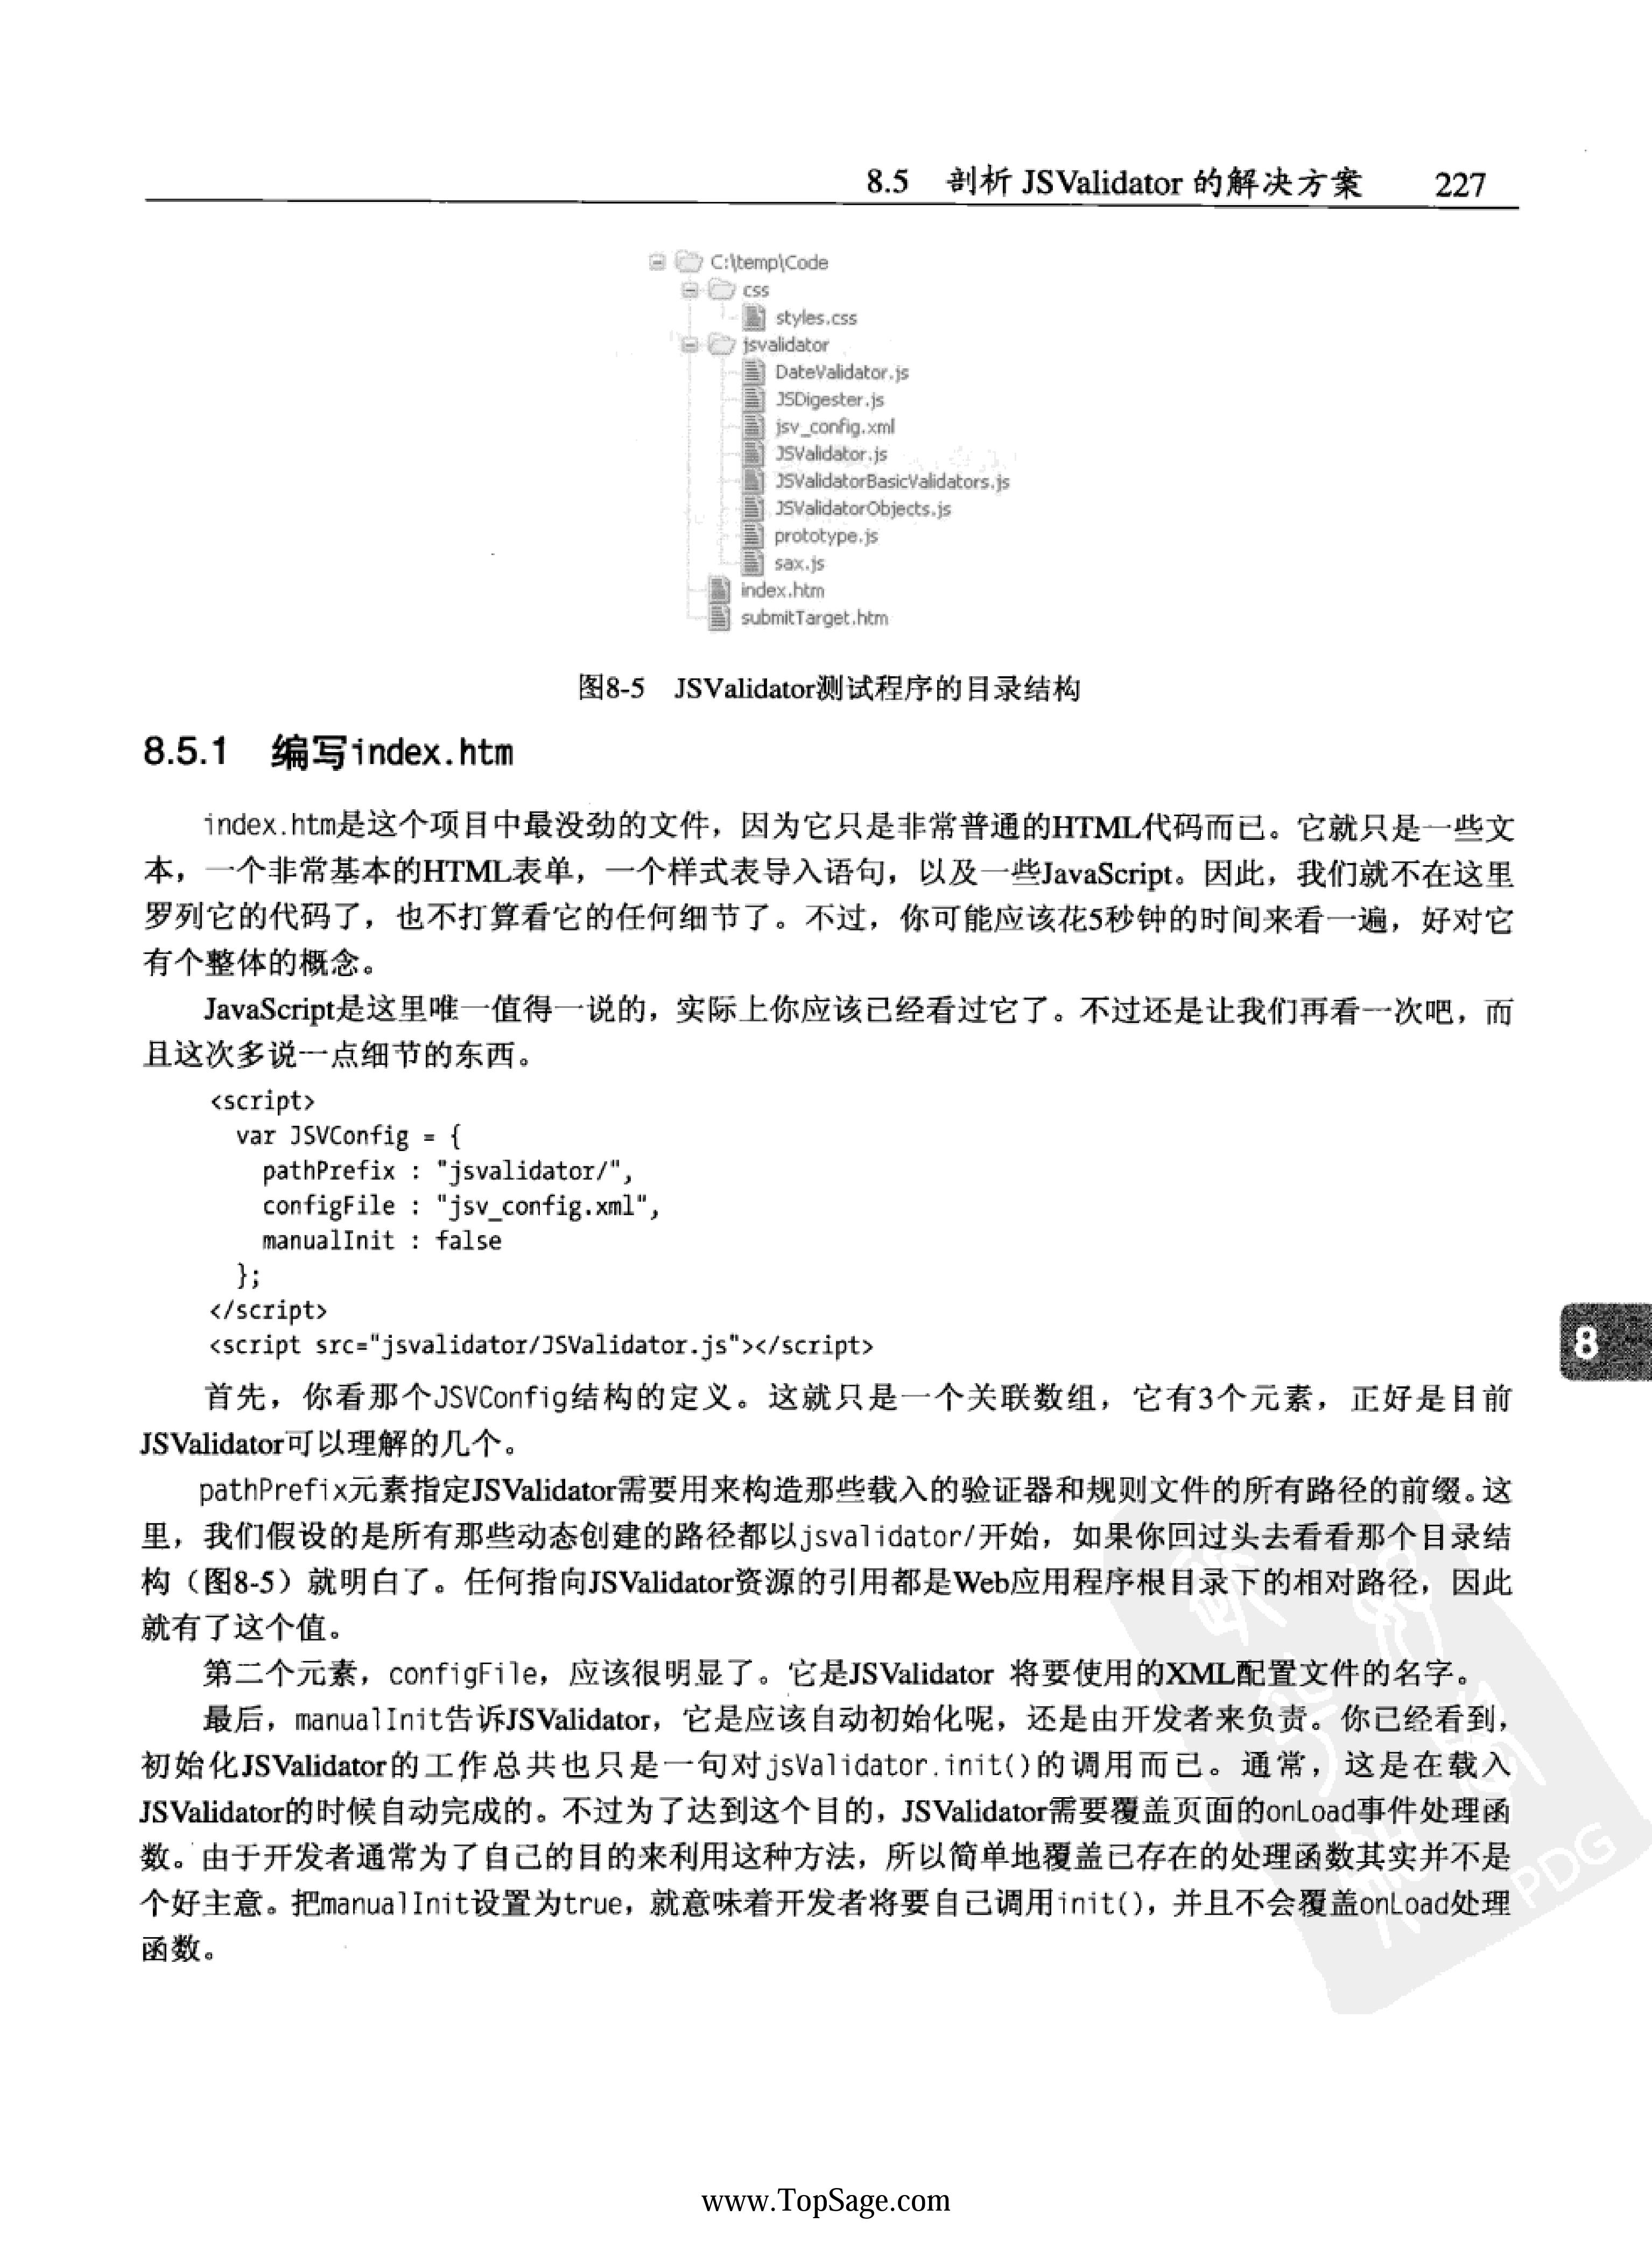 8.5 剖析 JSValidator 的解决方案 227
C:\temp\Code
css
styles.css
jsvalidator
DateValidator.js
JSDigester.js
jsv_config.xml
JSValidator.js
JSValidatorBasicValidators.js
JSValidatorObjects.js
prototype.js
sax.js
index.htm
submitTarget.htm
图8-5 JSValidator测试程序的目录结构
8.5.1 编写index.htm
index.htm是这个项目中最没劲的文件，因为它只是非常普通的HTML代码而已。它就只是一些文
本，一个非常基本的HTML表单，一个样式表导入语句，以及一些JavaScript。因此，我们就不在这里
罗列它的代码了，也不打算看它的任何细节了。不过，你可能应该花5秒钟的时间来看一遍，好对它
有个整体的概念。
JavaScript是这里唯一值得一说的，实际上你应该已经看过它了。不过还是让我们再看一次吧，而
且这次多说一点细节的东西。
<script>
var JSVConfig = {
pathPrefix : "jsvalidator/",
configFile : "jsv_config.xml",
manualInit : false
};
</script>
<script src="jsvalidator/JSValidator.js"></script>
8
首先，你看那个JSVConfig结构的定义。这就只是一个关联数组，它有3个元素，正好是目前
JSValidator可以理解的几个。
pathPrefix元素指定JSValidator需要用来构造那些载入的验证器和规则文件的所有路径的前缀。这
里，我们假设的是所有那些动态创建的路径都以jsvalidator/开始，如果你回过头去看看那个目录结
构（图8-5）就明白了。任何指向JSValidator资源的引用都是Web应用程序根目录下的相对路径，因此
就有了这个值。
第二个元素，configFile，应该很明显了。它是JSValidator 将要使用的XML配置文件的名字。
最后，manualInit告诉JSValidator，它是应该自动初始化呢，还是由开发者来负责。你已经看到，
初始化JSValidator的工作总共也只是一句对jsValidator.init()的调用而已。通常，这是在载入
JSValidator的时候自动完成的。不过为了达到这个目的，JSValidator需要覆盖页面的onLoad事件处理函
数。由于开发者通常为了自己的目的来利用这种方法，所以简单地覆盖已存在的处理函数其实并不是
个好主意。把manualInit设置为true，就意味着开发者将要自己调用init()，并且不会覆盖onLoad处理
函数。
PDG
www.TopSage.com